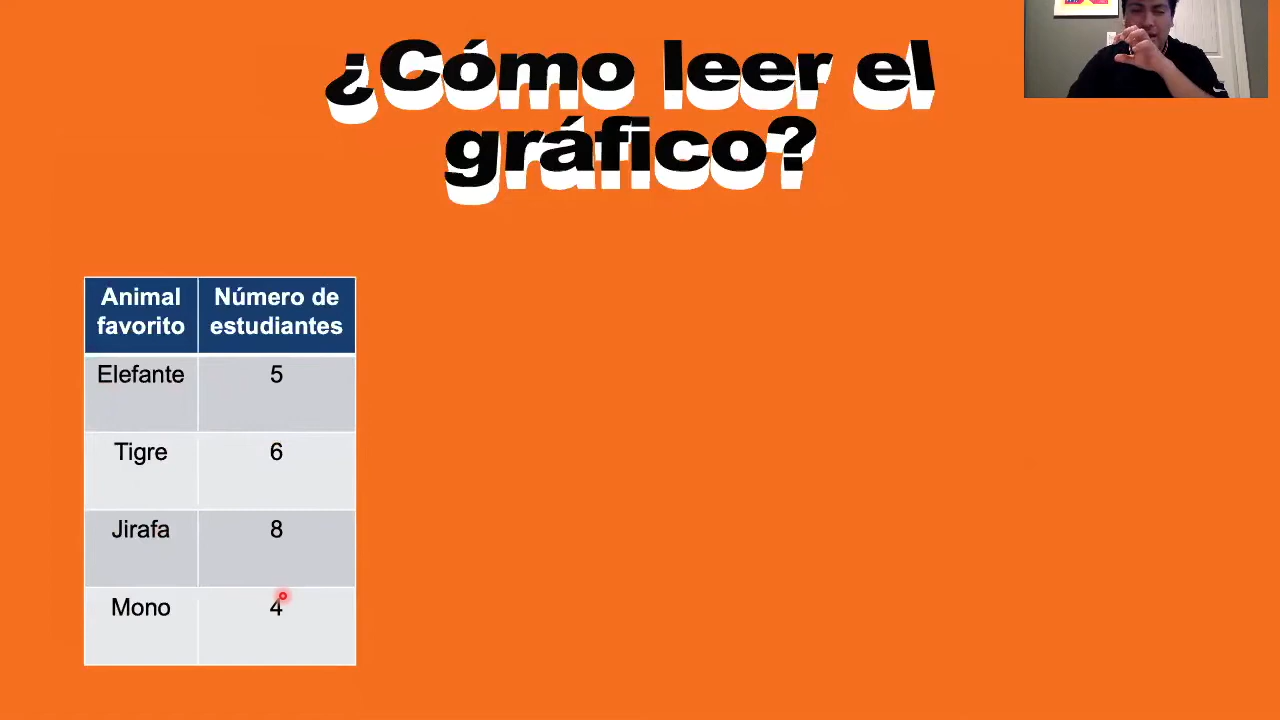 ¿Cómo leer el
gráfico?
Animal favorito
Número de estudiantes
Elefante 5
Tigre 6
Jirafa 8
Mono 4